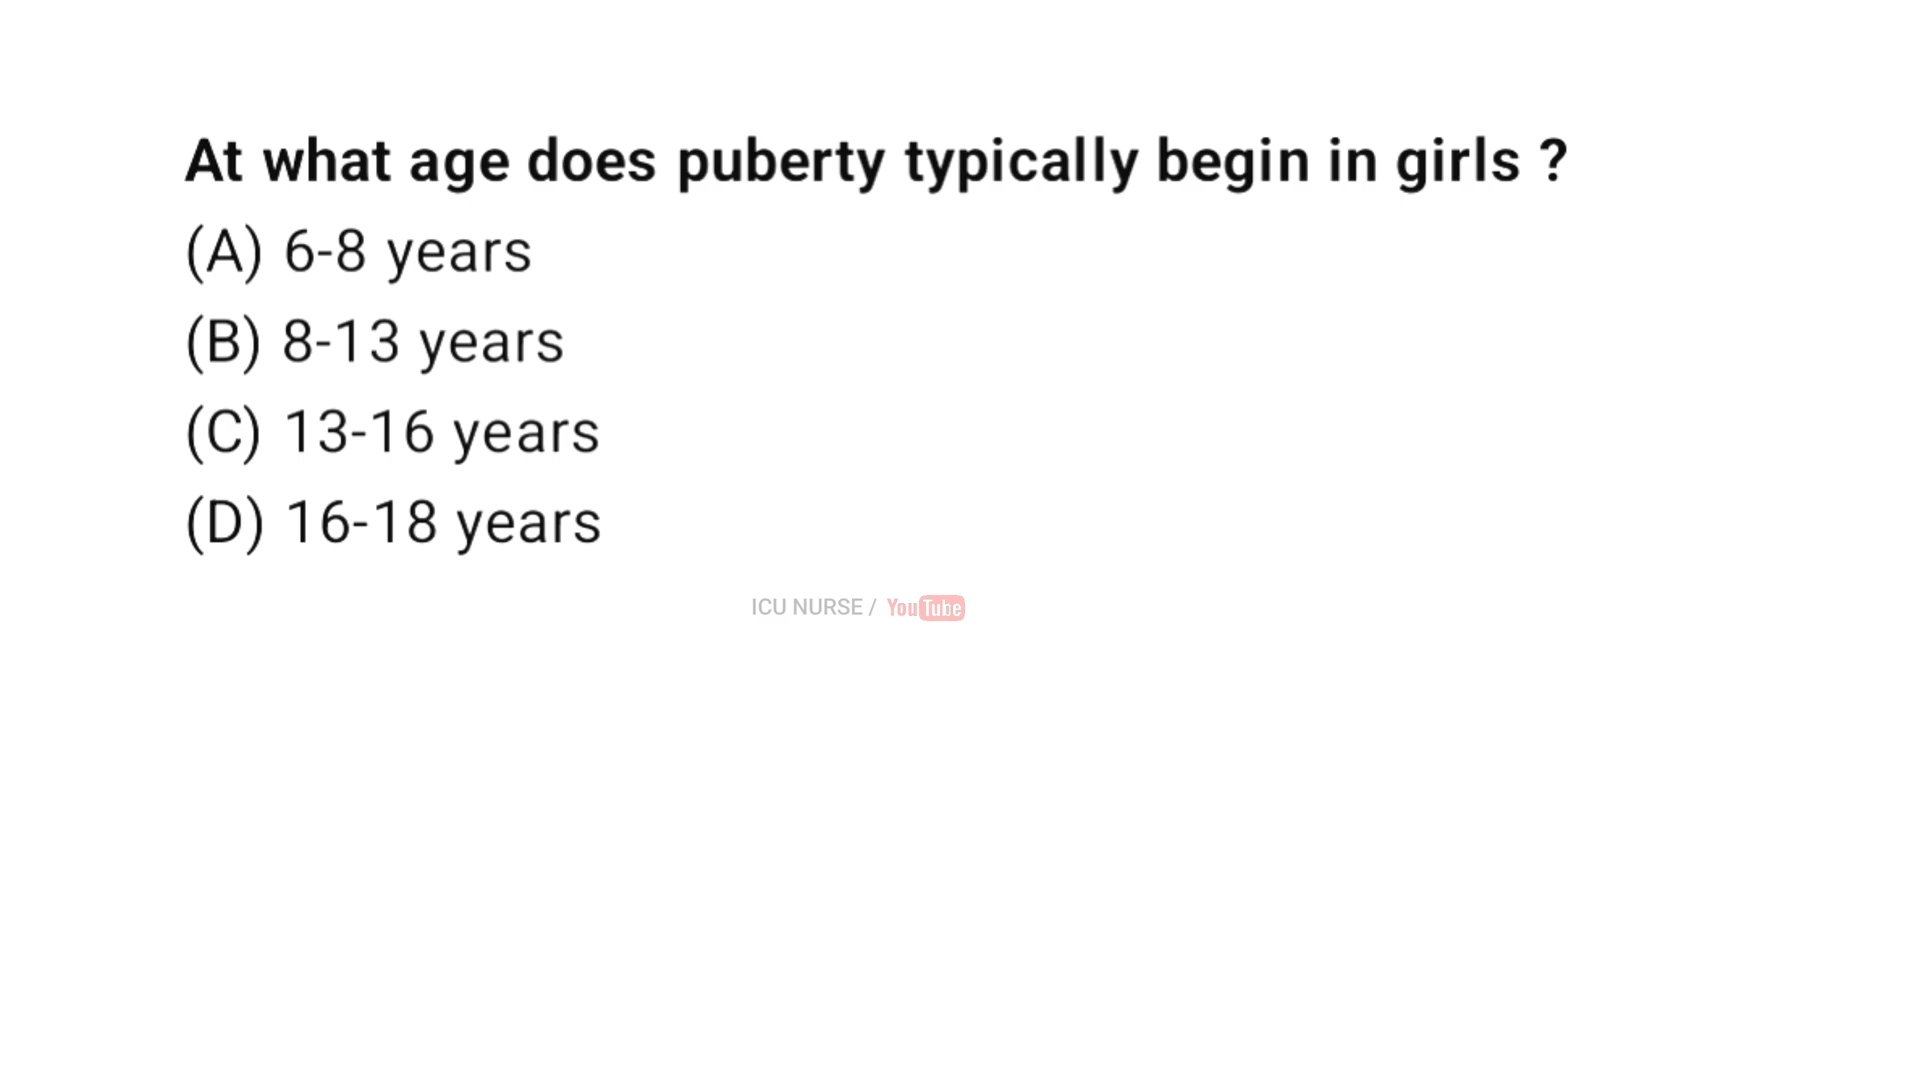 At what age does puberty typically begin in girls ?
(A) 6-8 years
(B) 8-13 years
(C) 13-16 years
(D) 16-18 years
ICU NURSE / YouTube